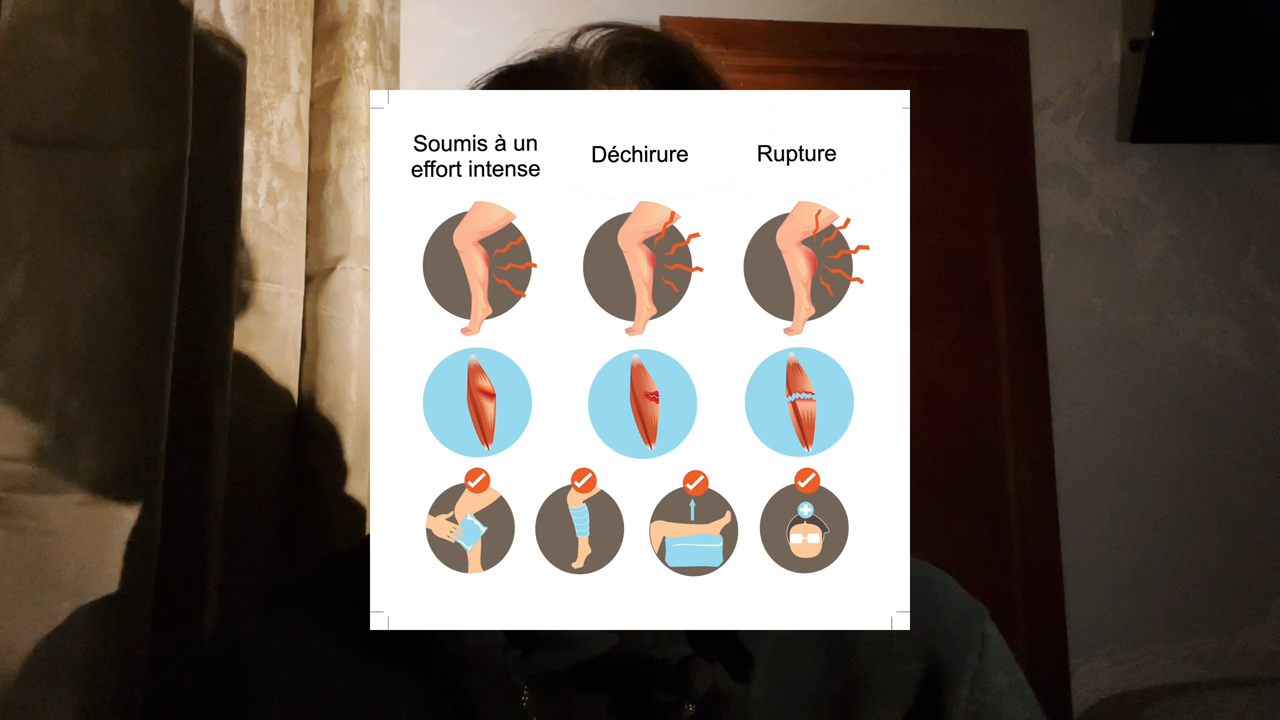 Soumis à un
effort intense
Déchirure
Rupture